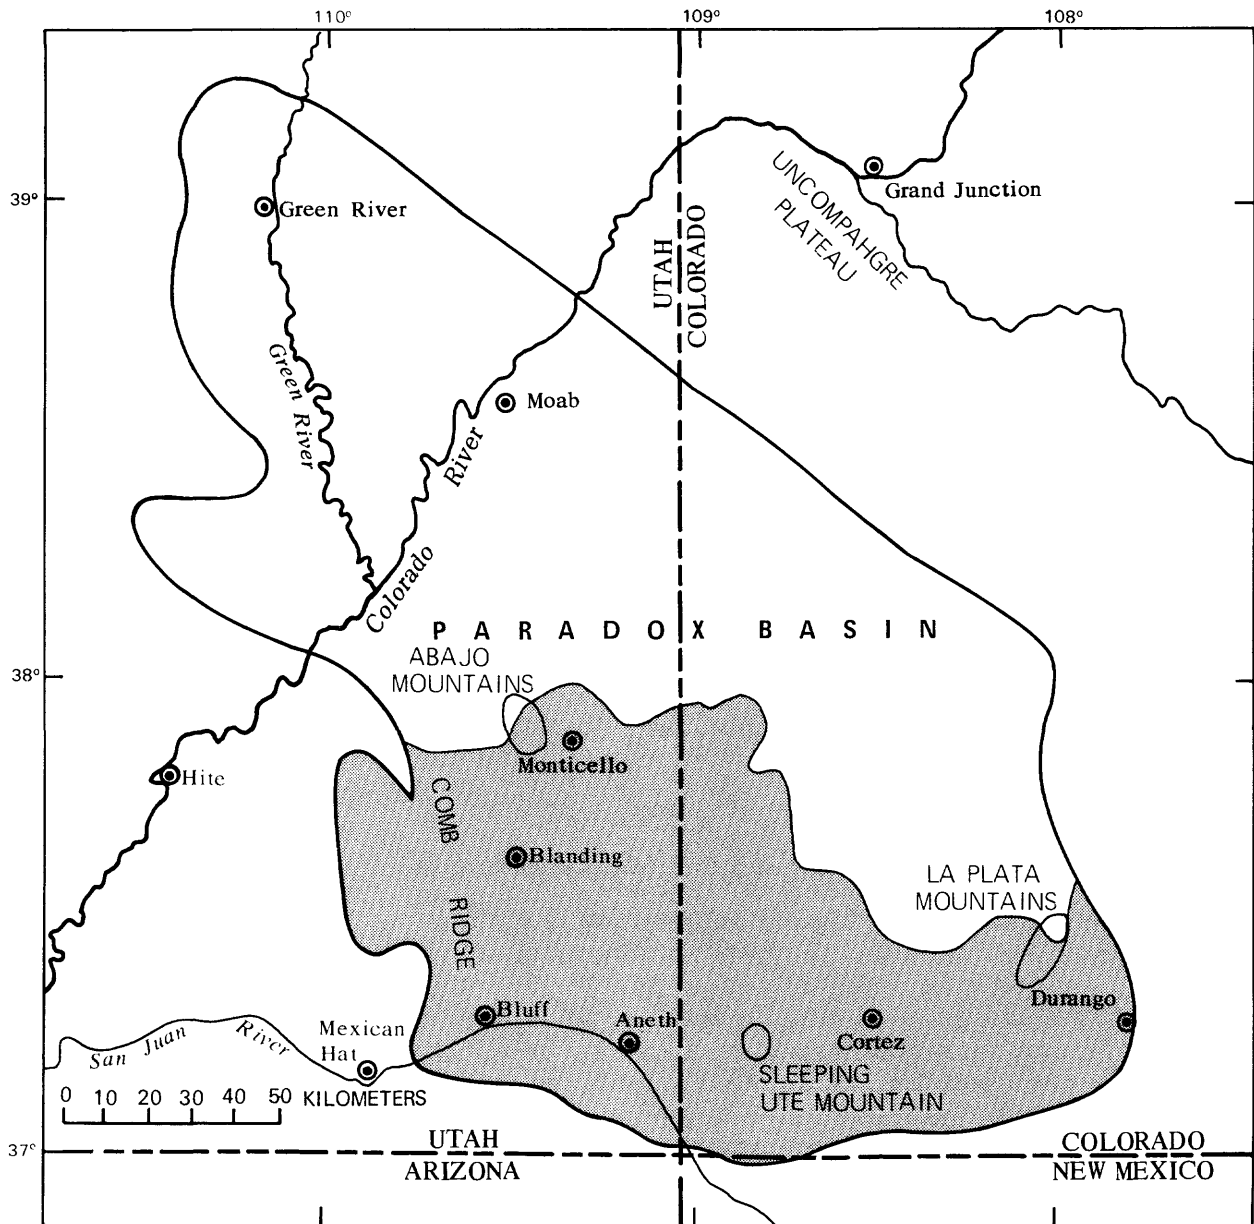 110° 109° 108°
39°
Green River
Grand Junction
UNCOMPAHGRE
PLATEAU
UTAH
COLORADO
Green River
Moab
River
Colorado
PARADOX BASIN
38°
ABAJO
MOUNTAINS
Monticello
Hite
COMB
RIDGE
Blanding
LA PLATA
MOUNTAINS
Durango
Bluff
Aneth
Cortez
San Juan River
Mexican
Hat
SLEEPING
UTE MOUNTAIN
0 10 20 30 40 50
KILOMETERS
37°
UTAH
ARIZONA
COLORADO
NEW MEXICO